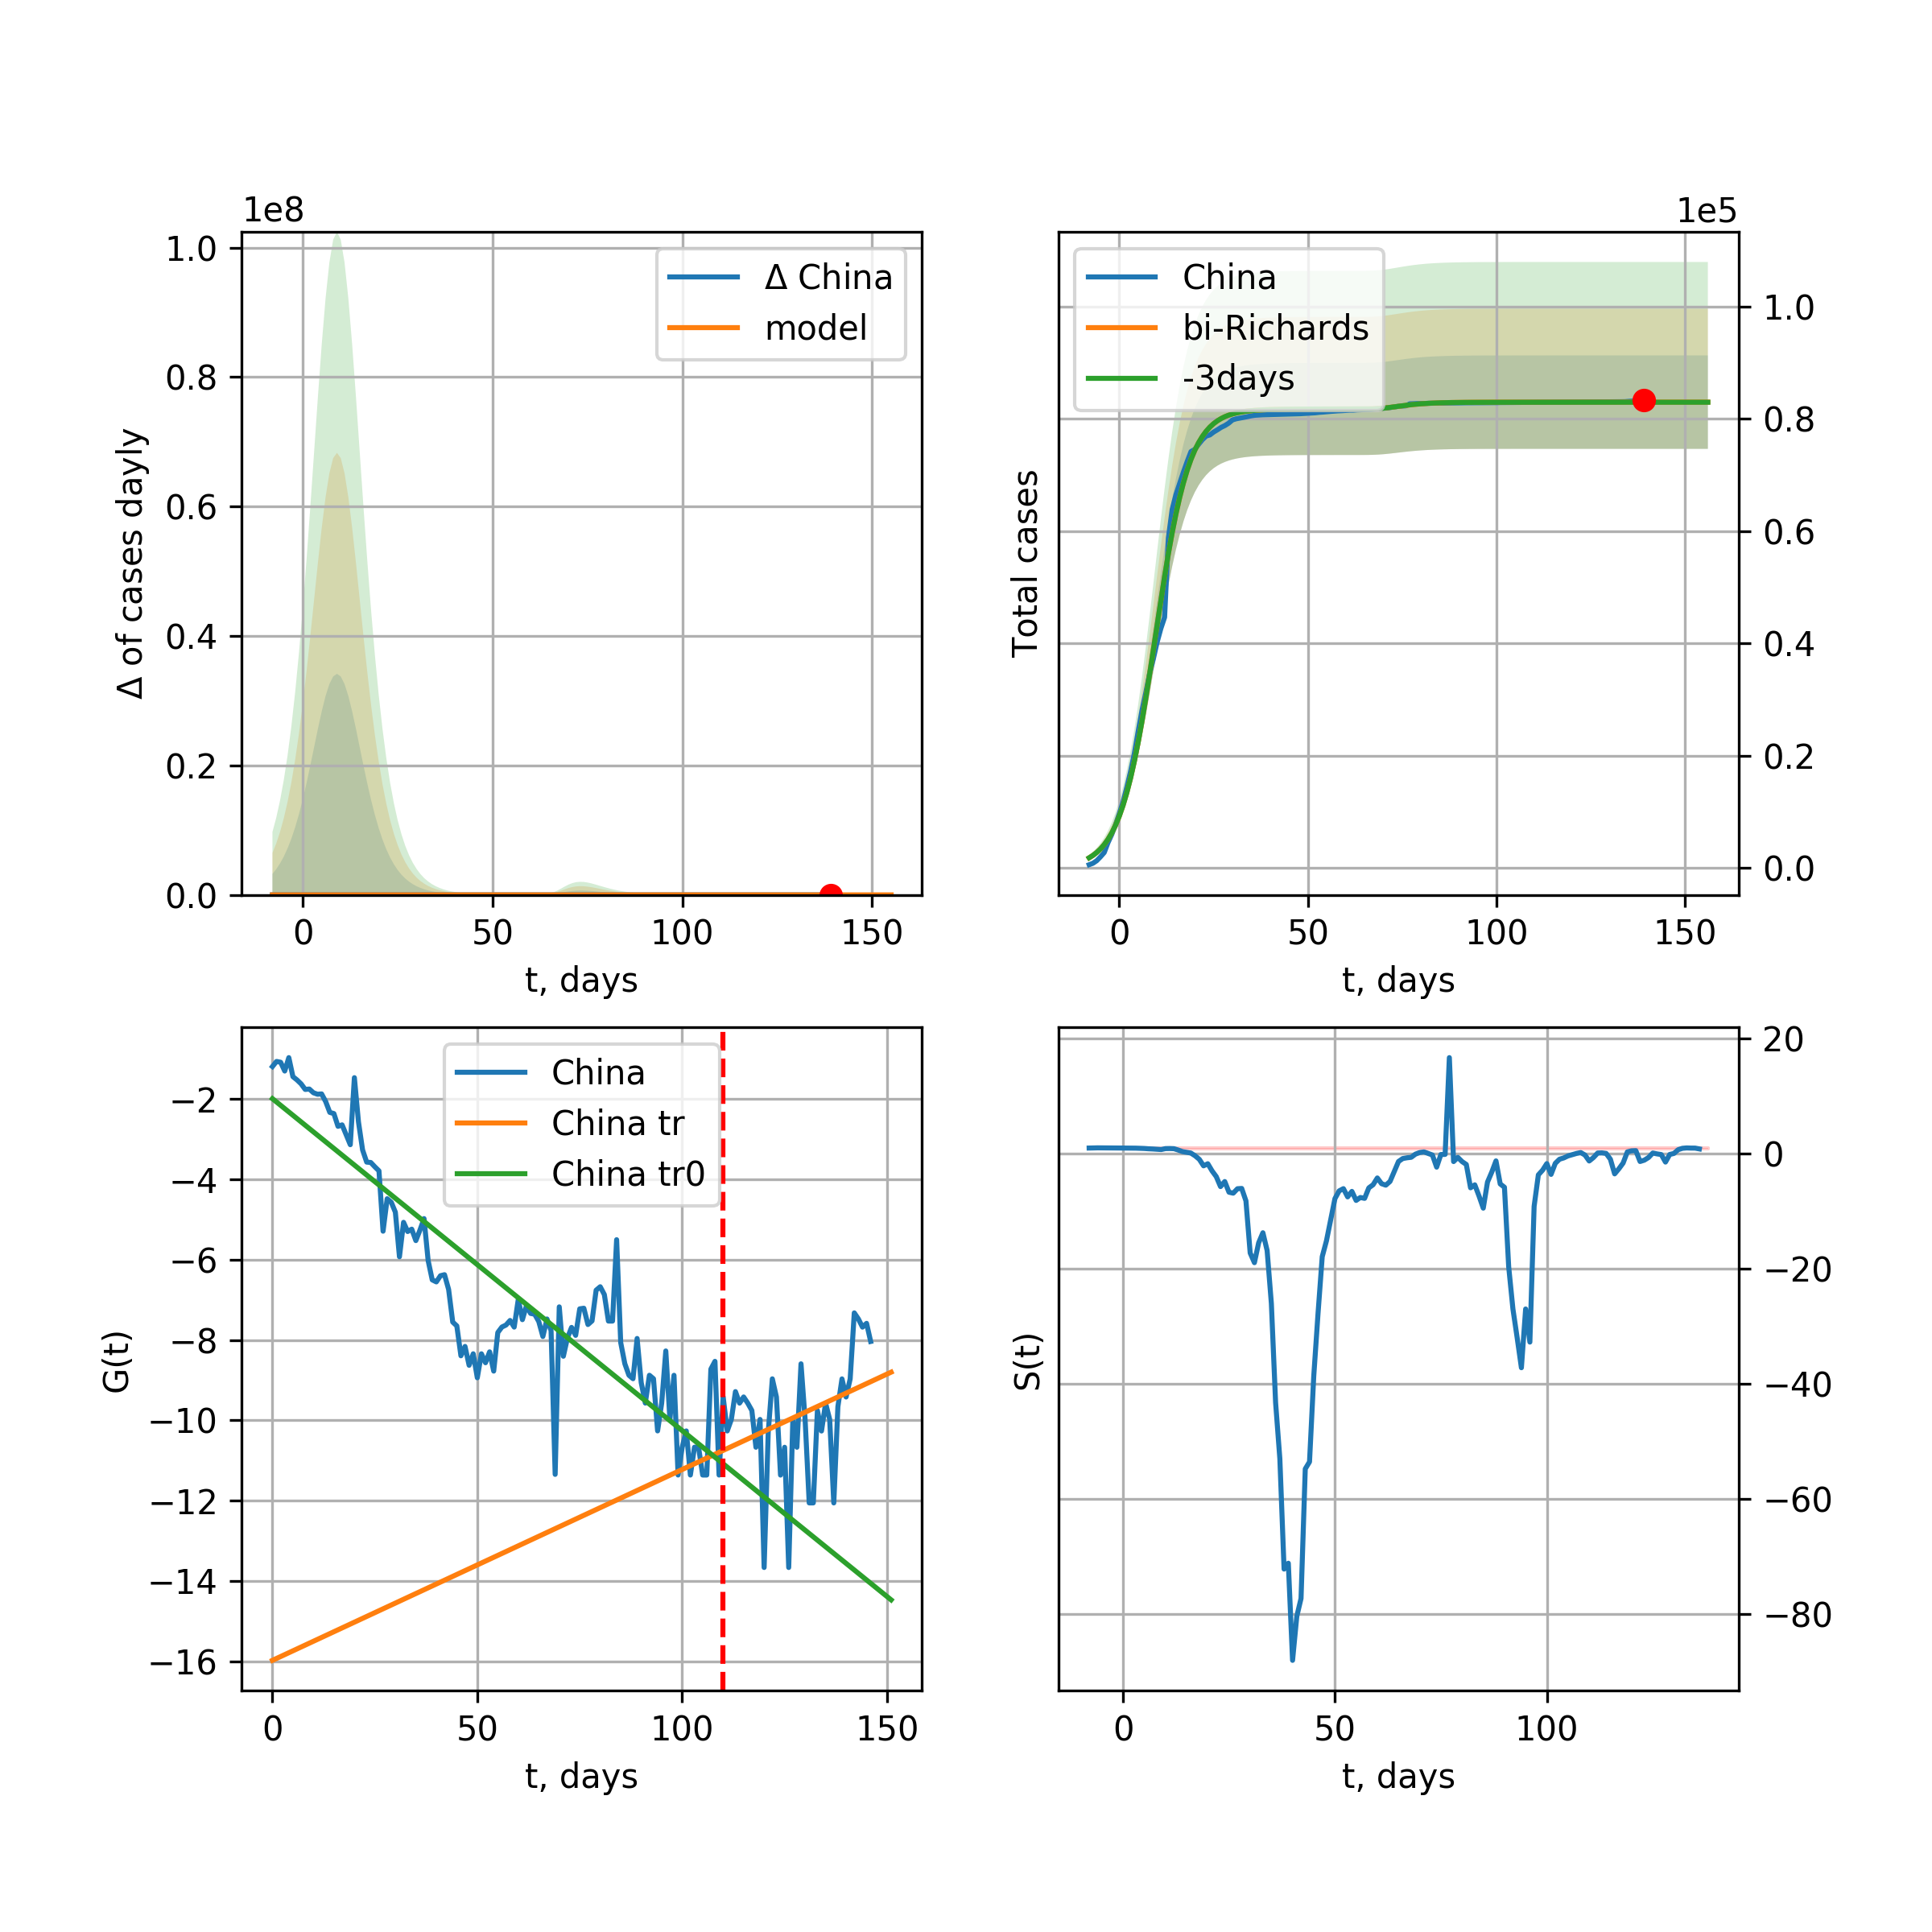 1e8
Δ of cases dayly
1.0
0.8
0.6
0.4
0.2
0.0
0 50 100 150
t, days
Δ China
model
1e5
Total cases
1.0
0.8
0.6
0.4
0.2
0.0
0 50 100 150
t, days
China
bi-Richards
-3days
G(t)
−2
−4
−6
−8
−10
−12
−14
−16
0 50 100 150
t, days
China
China tr
China tr0
S(t)
20
0
−20
−40
−60
−80
0 50 100
t, days